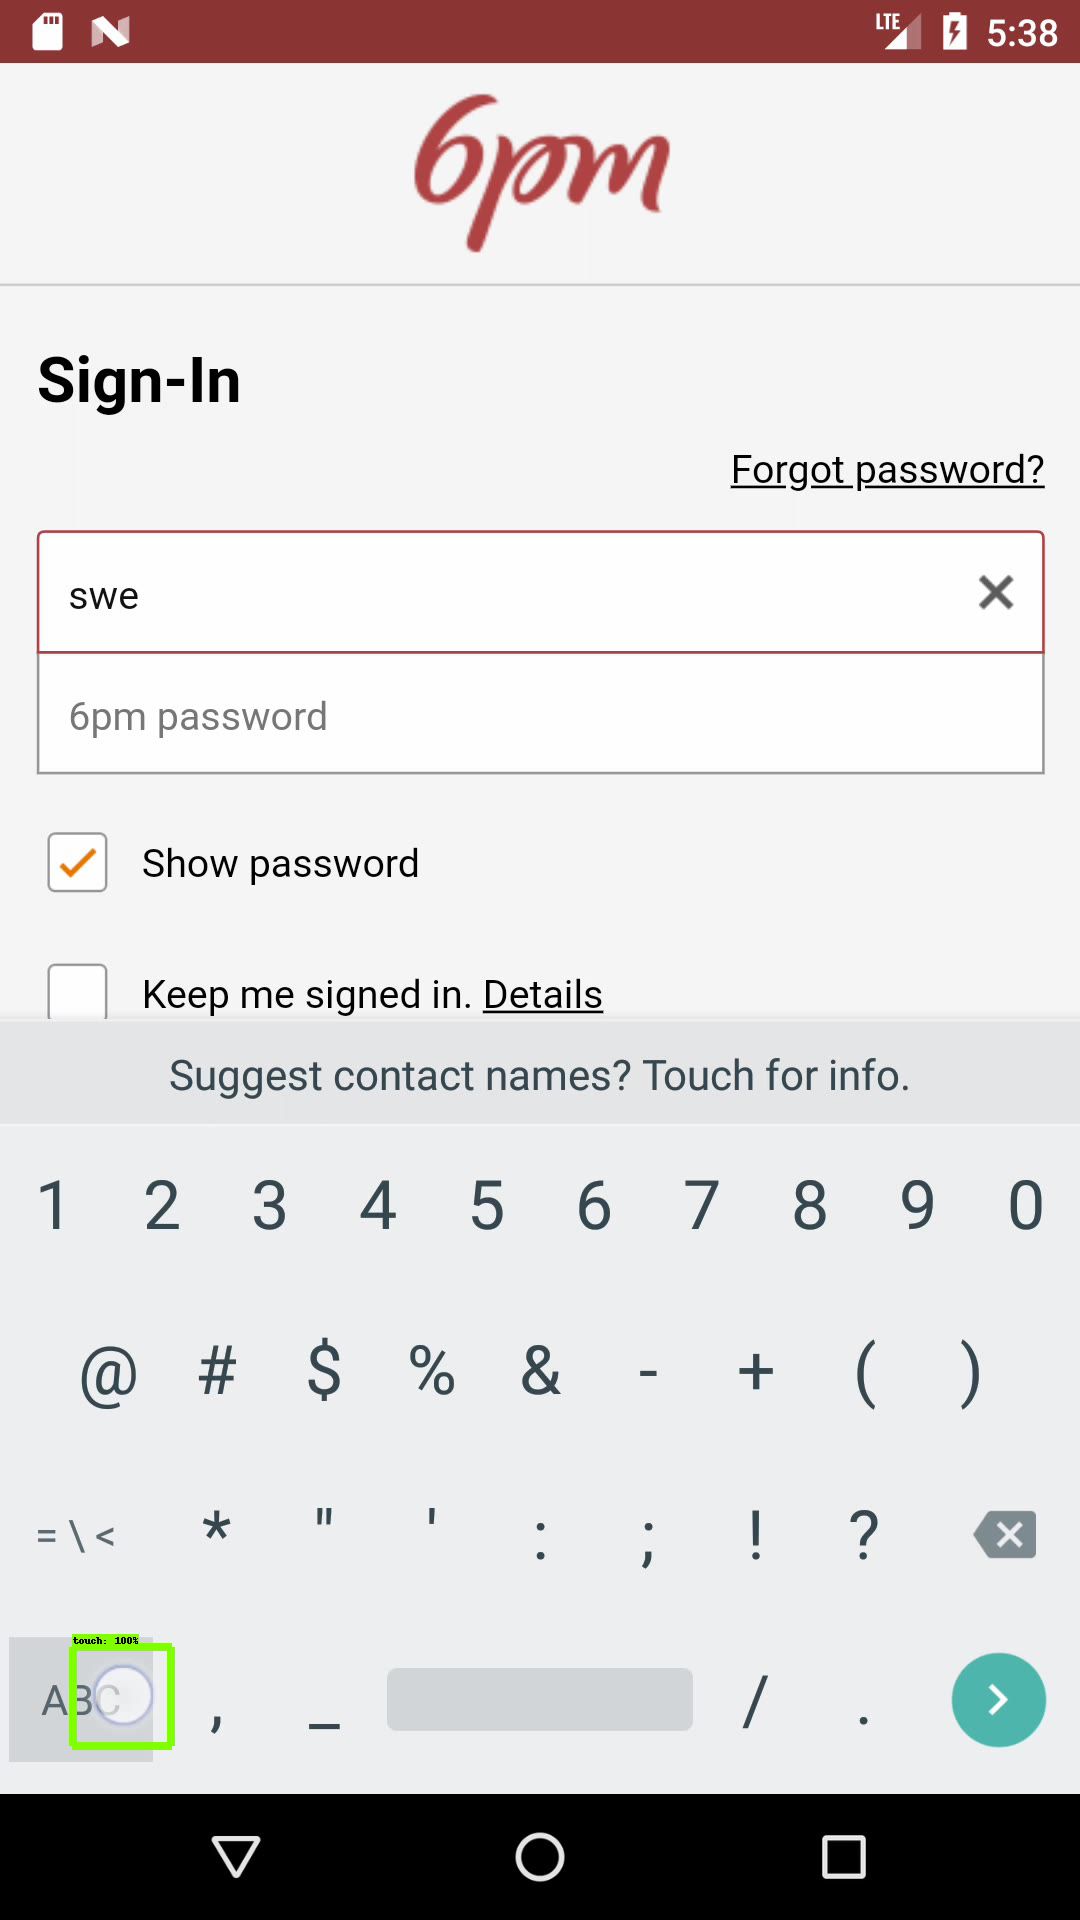 LTE 5:38
6pm
Sign-In
Forgot password?
swe
6pm password
Show password
Keep me signed in. Details
Suggest contact names? Touch for info.
1 2 3 4 5 6 7 8 9 0
@ # $ % & - + ( )
= \ < * " ' : ; ! ?
touch: 100%
ABC , _ / .